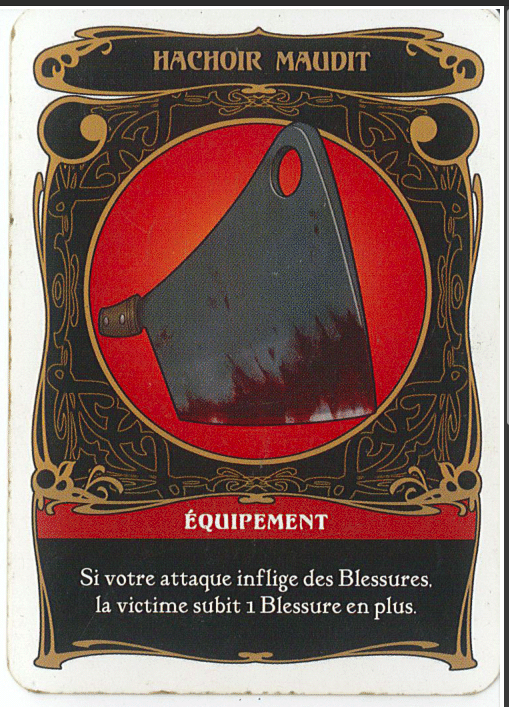 HACHOIR MAUDIT
ÉQUIPEMENT
Si votre attaque inflige des Blessures,
la victime subit 1 Blessure en plus.